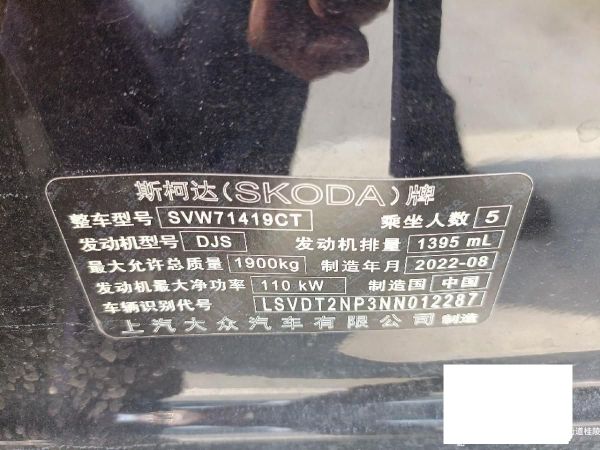 斯柯达(SKODA)牌
整车型号 SVW71419CT 乘坐人数 5
发动机型号 DJS 发动机排量 1395 mL
最大允许总质量 1900kg 制造年月 2022-08
发动机最大净功率 110 kW 制造国 中国
车辆识别代号 LSVDT2NP3NN012287
上汽大众汽车有限公司 制造
道桂陵